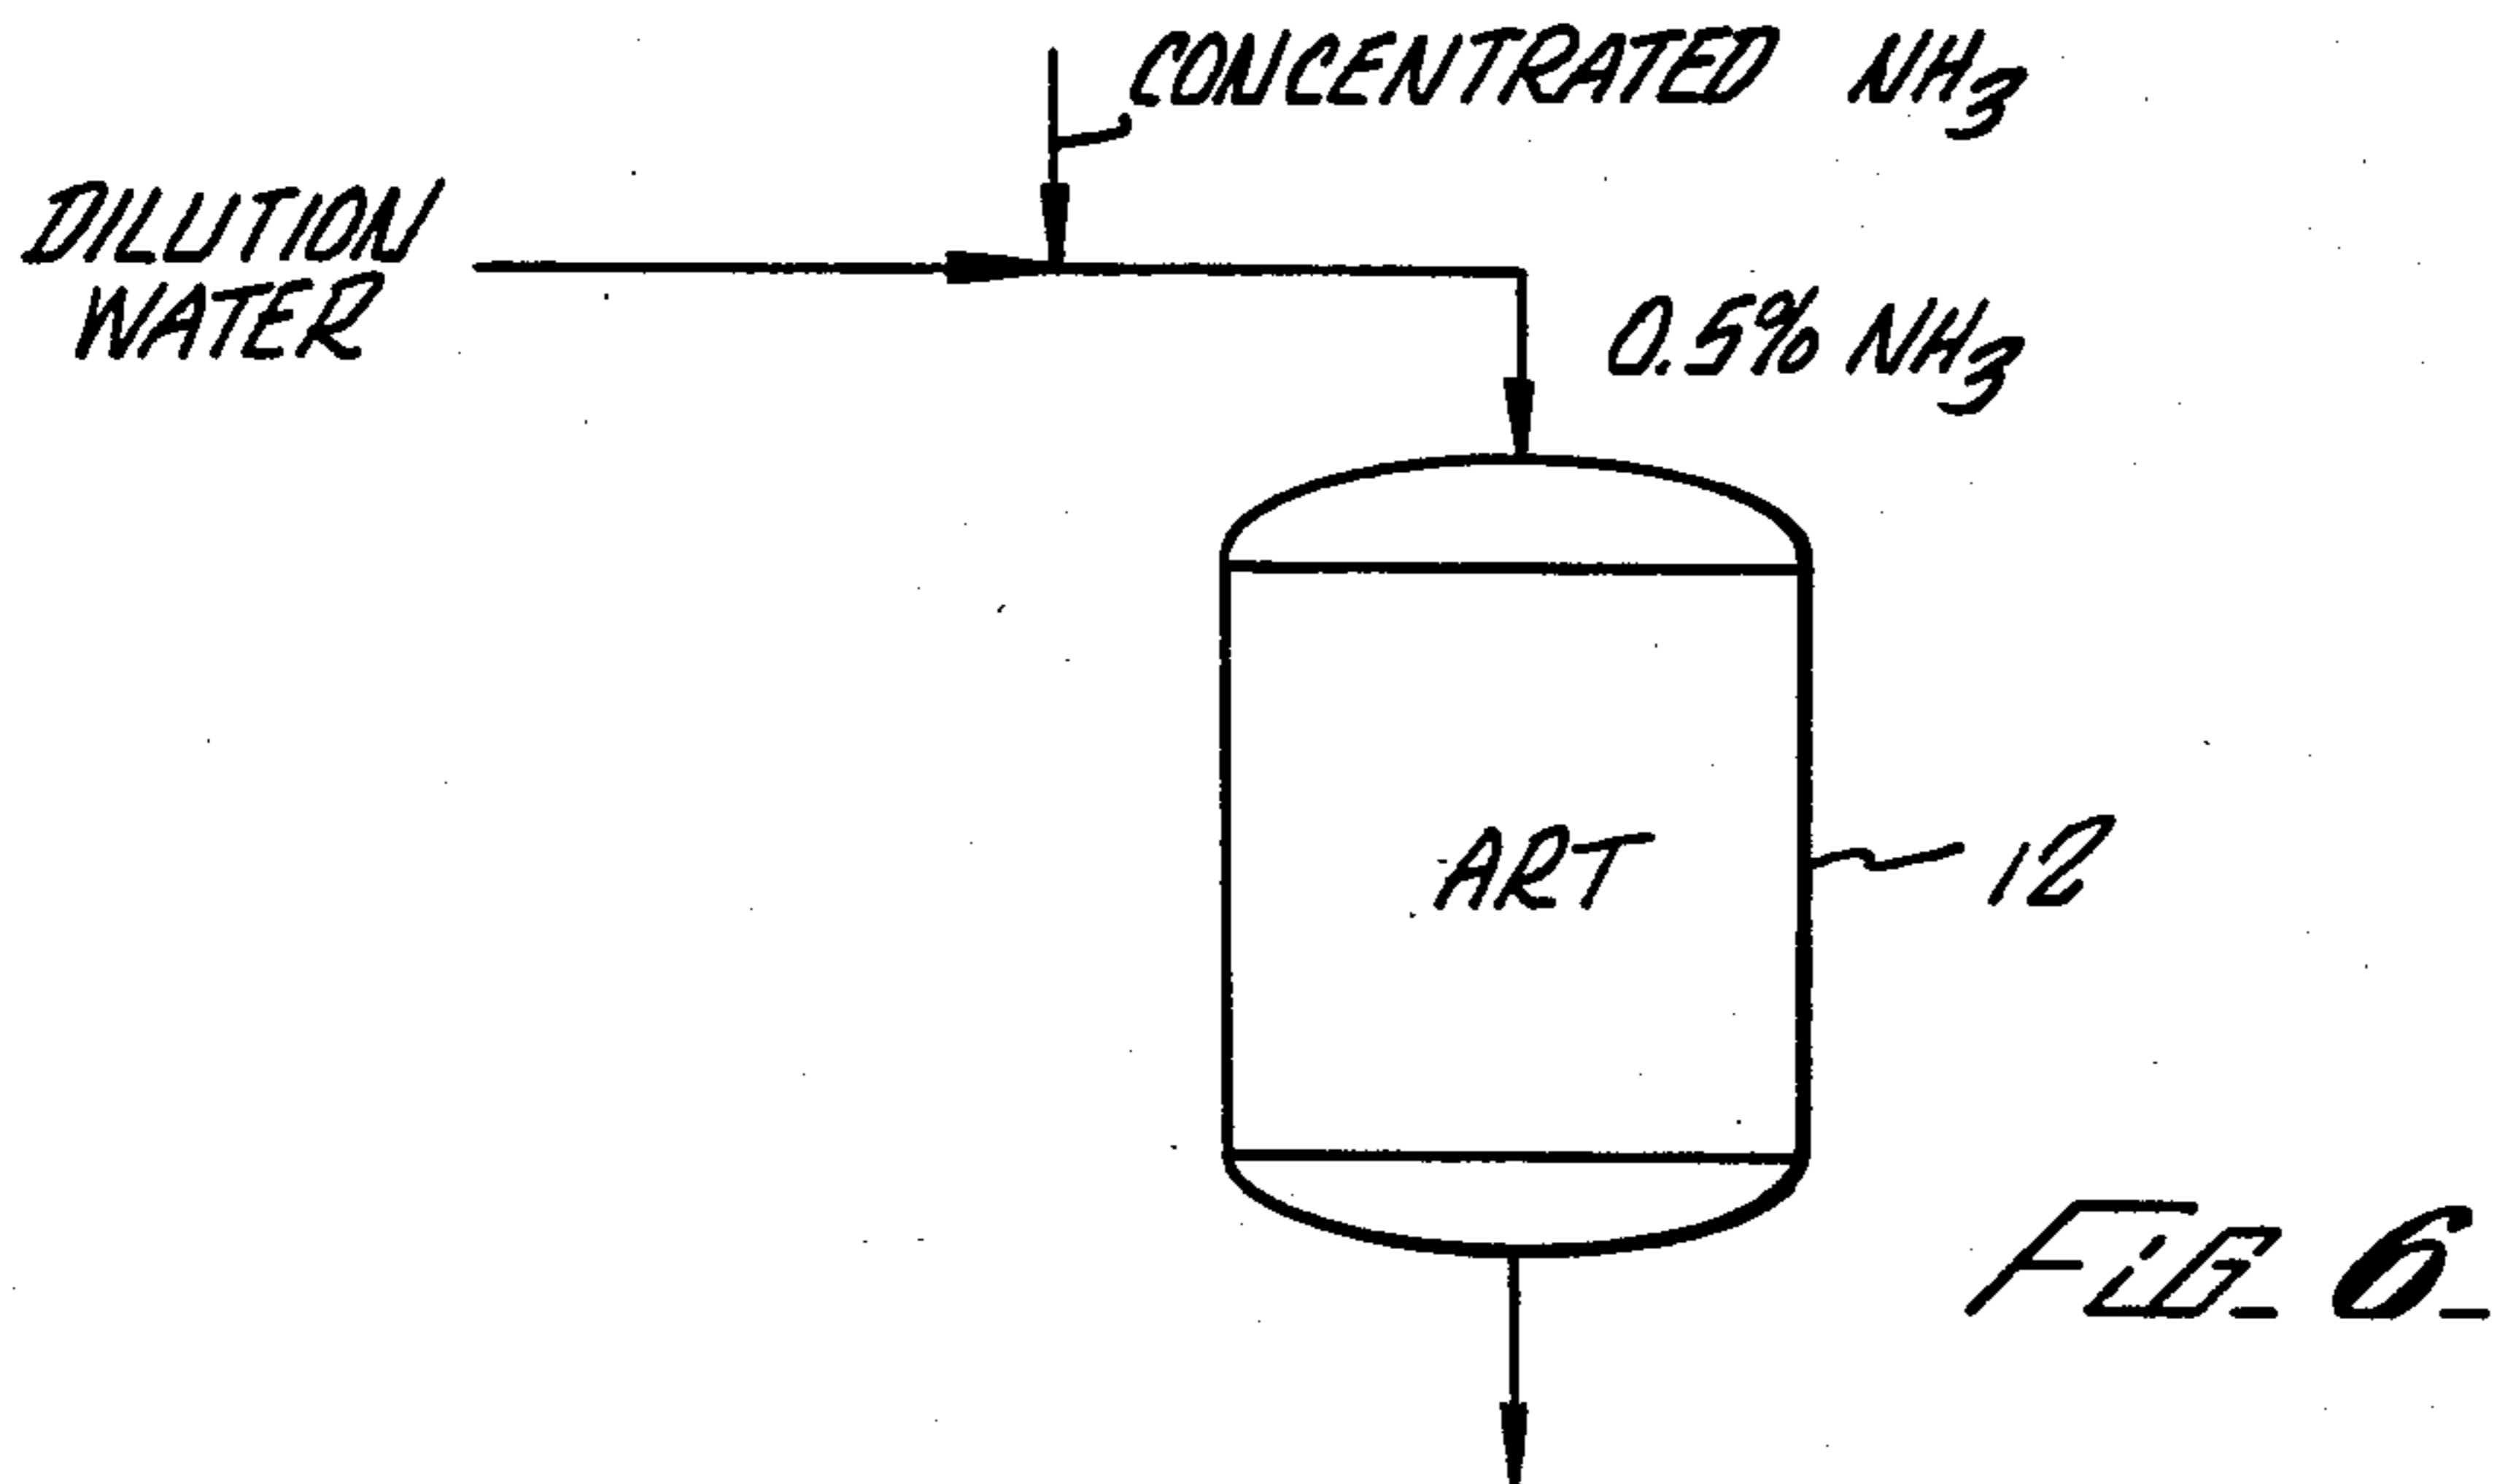 CONCENTRATED NH3
DILUTION
WATER
0.5% NH3
ART
12
FIG. 6